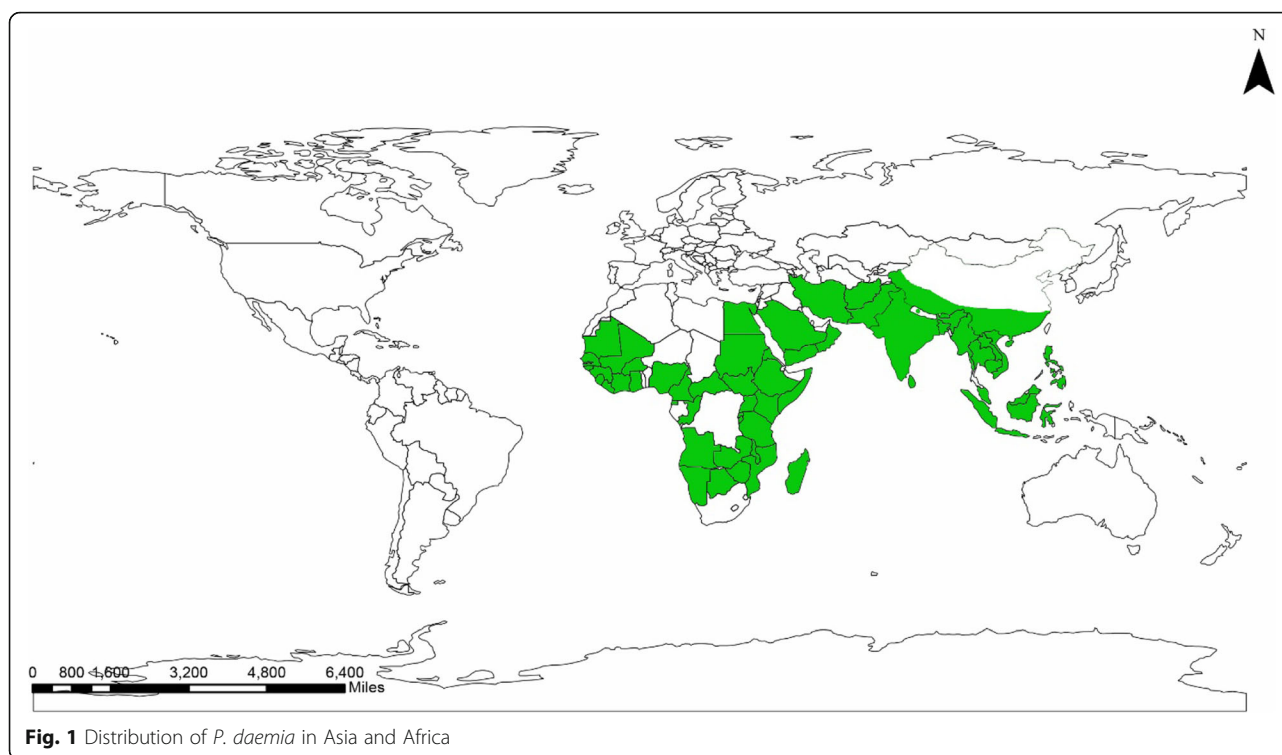 N
0 800 1,600 3,200 4,800 6,400
Miles
Fig. 1 Distribution of P. daemia in Asia and Africa